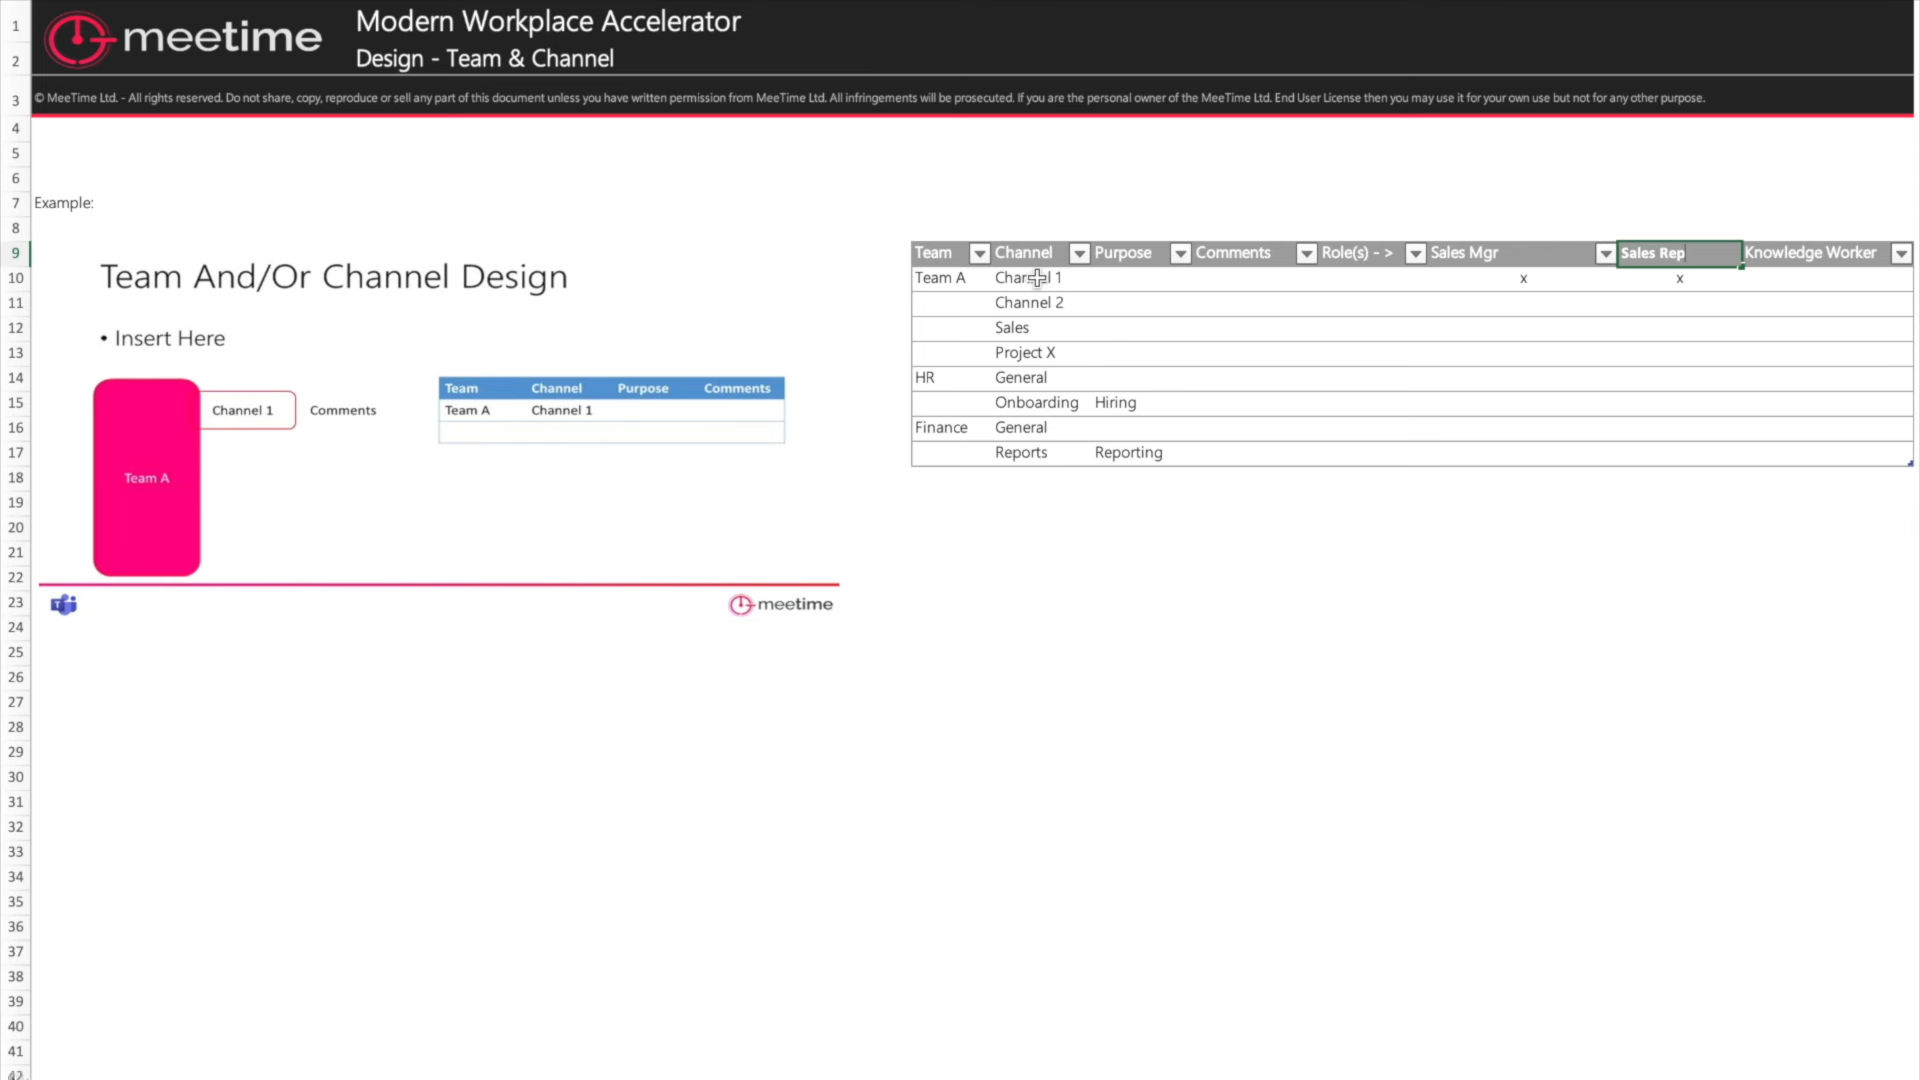 1
meetime
Modern Workplace Accelerator
2
Design - Team & Channel
3
© MeeTime Ltd. - All rights reserved. Do not share, copy, reproduce or sell any part of this document unless you have written permission from MeeTime Ltd. All infringements will be prosecuted. If you are the personal owner of the MeeTime Ltd. End User License then you may use it for your own use but not for any other purpose.
4
5
6
7 Example:
8
9 Team Channel Purpose Comments Role(s) - > Sales Mgr Sales Rep Knowledge Worker
10 Team A Channel 1 x x
11 Channel 2
12 Sales
13 Project X
14 HR General
15 Onboarding Hiring
16 Finance General
17 Reports Reporting
18
19
20
21
22
23
24
25
26
27
28
29
30
31
32
33
34
35
36
37
38
39
40
41
42
Team And/Or Channel Design
• Insert Here
Team Channel Purpose Comments
Channel 1 Comments Team A Channel 1
Team A
meetime